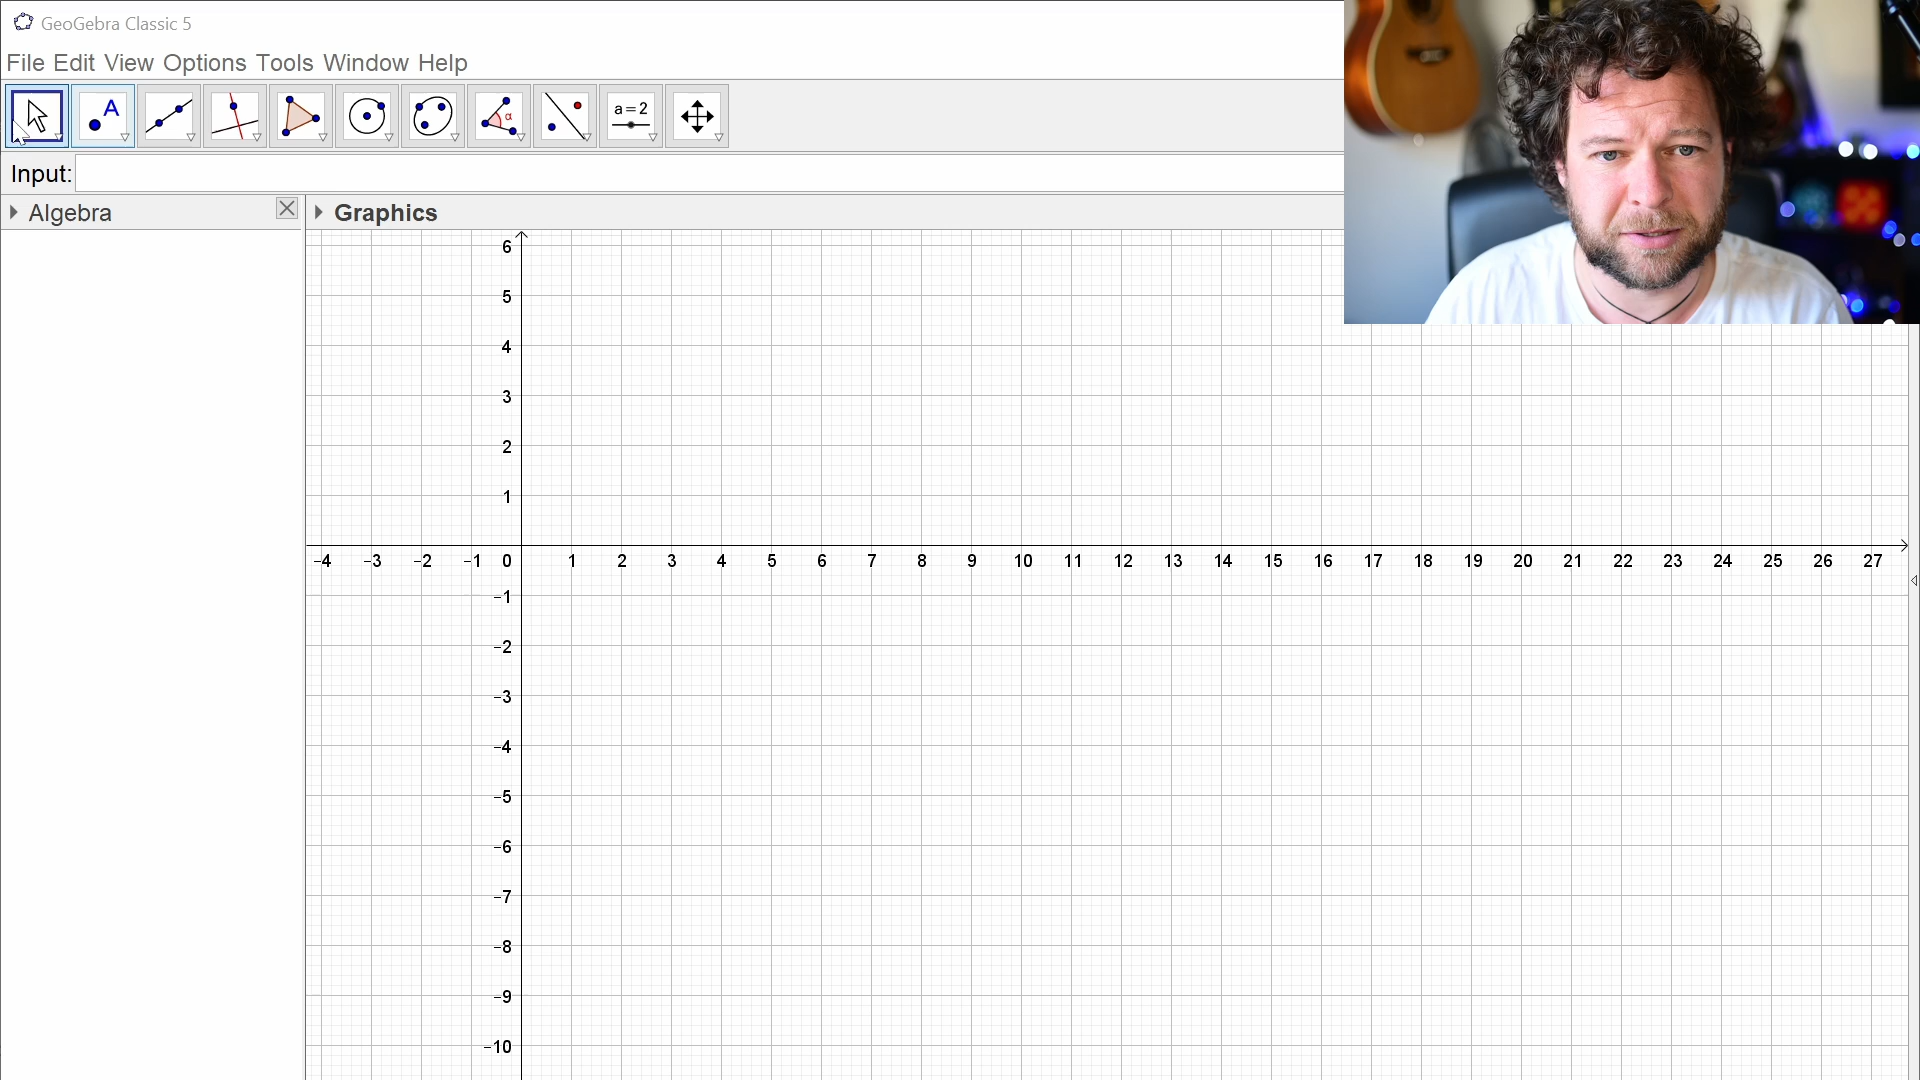 GeoGebra Classic 5
File Edit View Options Tools Window Help
A
α
a=2
Input:
Algebra
Graphics
6
5
4
3
2
1
−4 −3 −2 −1 0 1 2 3 4 5 6 7 8 9 10 11 12 13 14 15 16 17 18 19 20 21 22 23 24 25 26 27
−1
−2
−3
−4
−5
−6
−7
−8
−9
−10